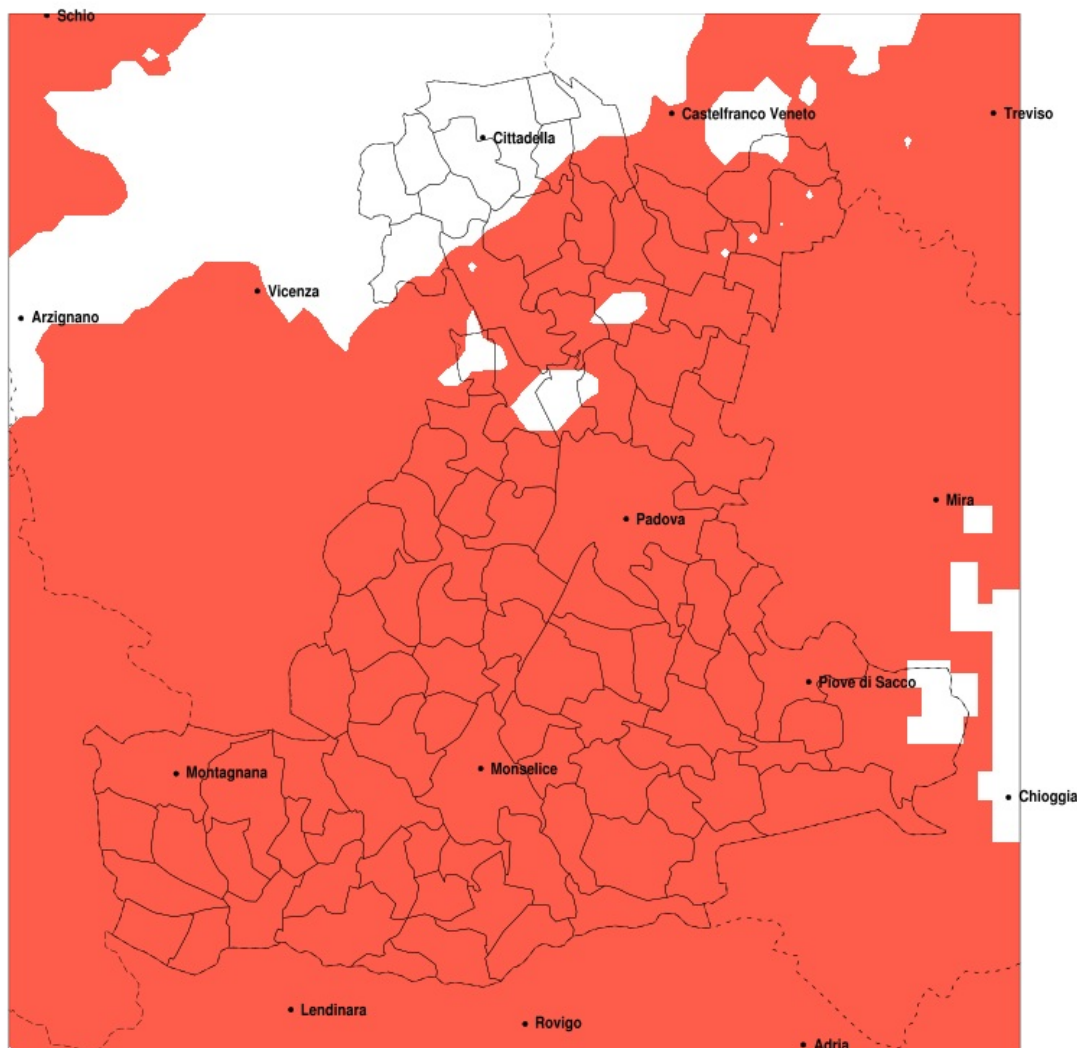 Schio
Castelfranco Veneto
Treviso
Cittadella
Vicenza
Arzignano
Mira
Padova
Piove di Sacco
Monselice
Montagnana
Chioggia
Lendinara
Rovigo
Adria